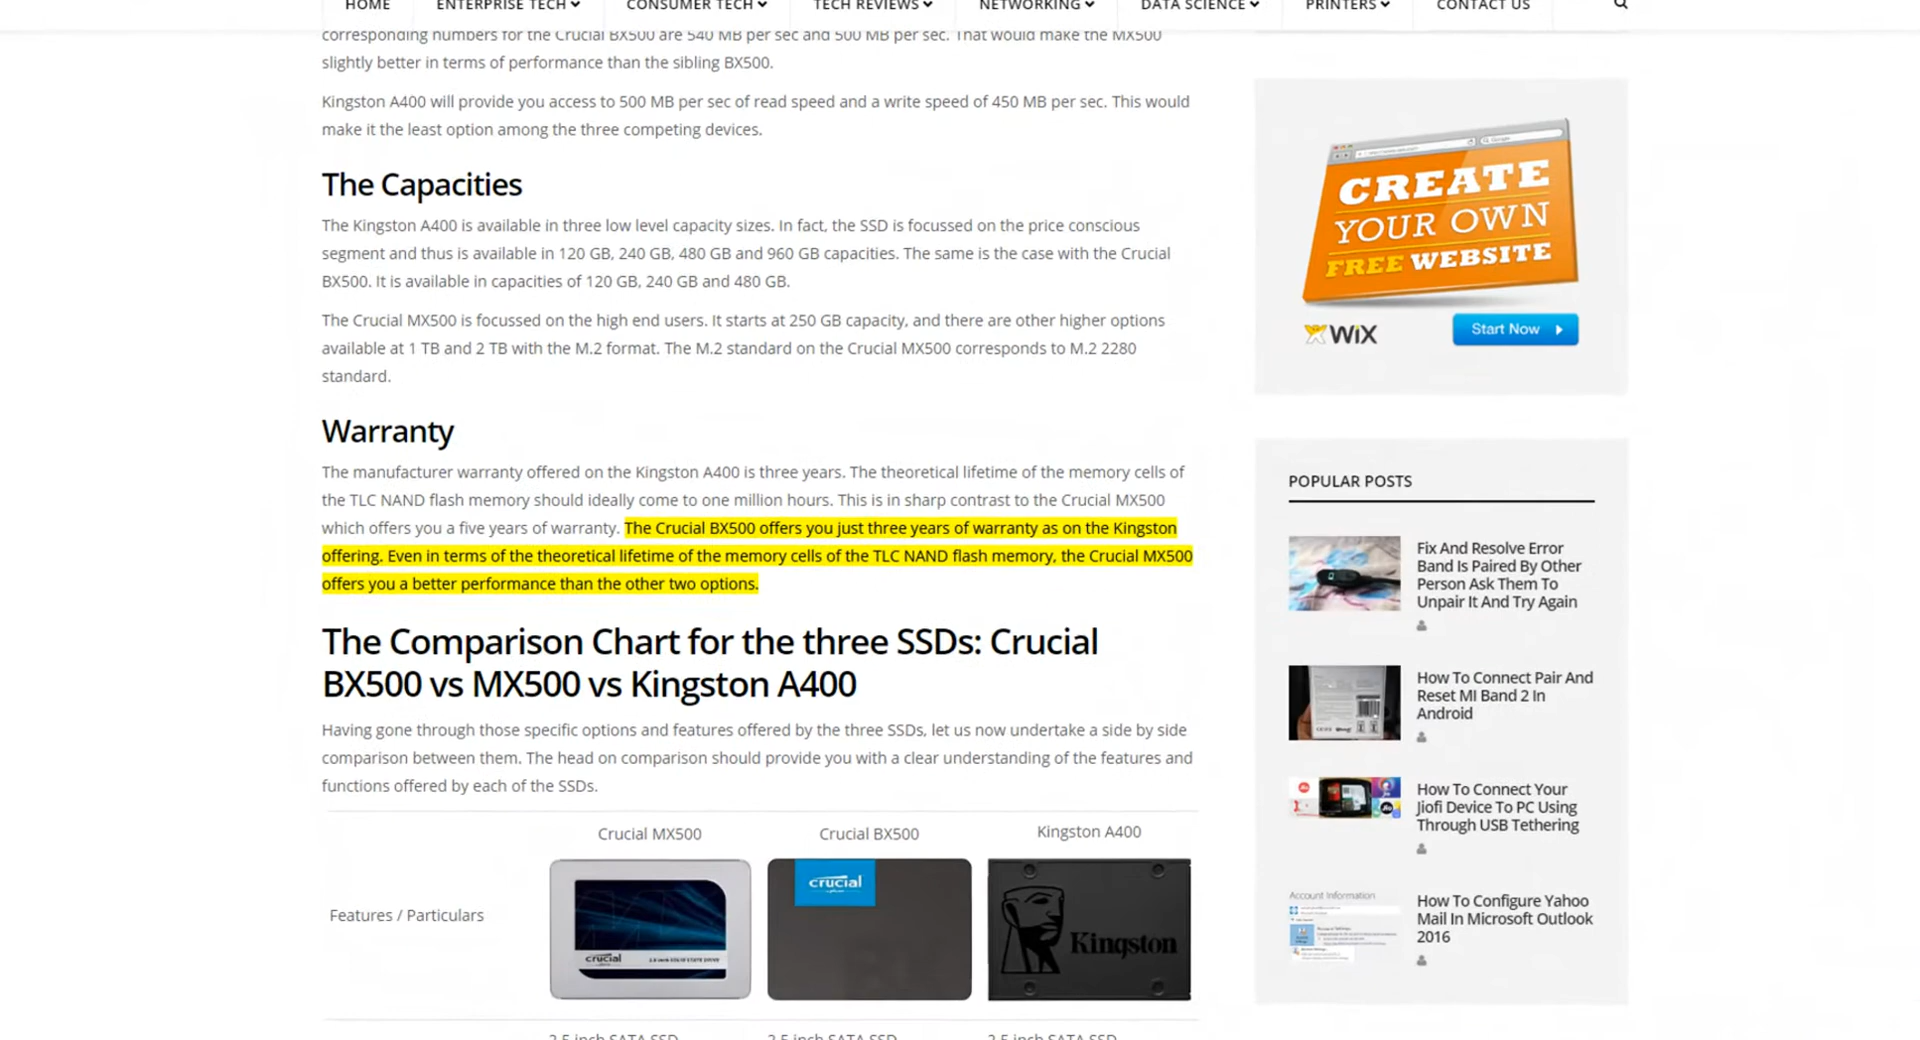 HOME ENTERPRISE TECH CONSUMER TECH TECH REVIEWS NETWORKING DATA SCIENCE PRINTERS CONTACT US
corresponding numbers for the Crucial BX500 are 540 MB per sec and 500 MB per sec. That would make the MX500
slightly better in terms of performance than the sibling BX500.
Kingston A400 will provide you access to 500 MB per sec of read speed and a write speed of 450 MB per sec. This would
make it the least option among the three competing devices.
The Capacities
The Kingston A400 is available in three low level capacity sizes. In fact, the SSD is focussed on the price conscious
segment and thus is available in 120 GB, 240 GB, 480 GB and 960 GB capacities. The same is the case with the Crucial
BX500. It is available in capacities of 120 GB, 240 GB and 480 GB.
The Crucial MX500 is focussed on the high end users. It starts at 250 GB capacity, and there are other higher options
available at 1 TB and 2 TB with the M.2 format. The M.2 standard on the Crucial MX500 corresponds to M.2 2280
standard.
Warranty
The manufacturer warranty offered on the Kingston A400 is three years. The theoretical lifetime of the memory cells of
the TLC NAND flash memory should ideally come to one million hours. This is in sharp contrast to the Crucial MX500
which offers you a five years of warranty. The Crucial BX500 offers you just three years of warranty as on the Kingston
offering. Even in terms of the theoretical lifetime of the memory cells of the TLC NAND flash memory, the Crucial MX500
offers you a better performance than the other two options.
The Comparison Chart for the three SSDs: Crucial
BX500 vs MX500 vs Kingston A400
Having gone through those specific options and features offered by the three SSDs, let us now undertake a side by side
comparison between them. The head on comparison should provide you with a clear understanding of the features and
functions offered by each of the SSDs.
Crucial MX500 Crucial BX500 Kingston A400
Features / Particulars
crucial
crucial
Kingston
2.5 inch SATA SSD 2.5 inch SATA SSD 2.5 inch SATA SSD
CREATE
YOUR OWN
FREE WEBSITE
WiX Start Now
POPULAR POSTS
Fix And Resolve Error
Band Is Paired By Other
Person Ask Them To
Unpair It And Try Again
How To Connect Pair And
Reset MI Band 2 In
Android
How To Connect Your
Jiofi Device To PC Using
Through USB Tethering
Account Information
How To Configure Yahoo
Mail In Microsoft Outlook
2016